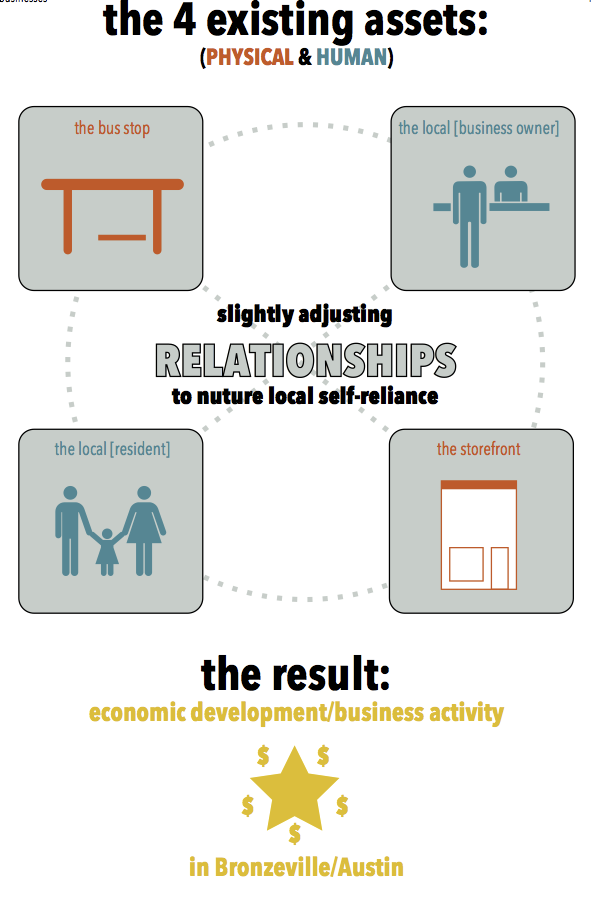 businesses
the 4 existing assets:
(PHYSICAL & HUMAN)
the bus stop
the local [business owner]
slightly adjusting
RELATIONSHIPS
to nuture local self-reliance
the local [resident]
the storefront
the result:
economic development/business activity
$ $
$ $
$
in Bronzeville/Austin